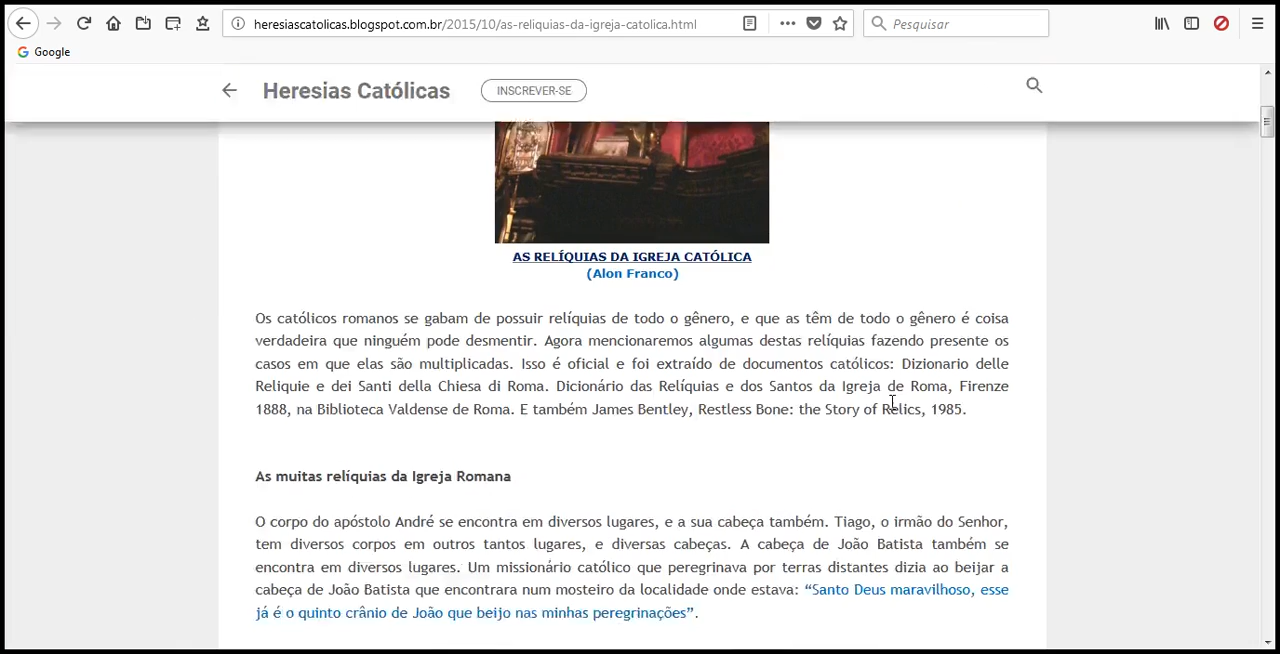 heresiascatolicas.blogspot.com.br/2015/10/as-reliquias-da-igreja-catolica.html
Pesquisar
Google
Heresias Católicas
INSCREVER-SE
AS RELÍQUIAS DA IGREJA CATÓLICA
(Alon Franco)
Os católicos romanos se gabam de possuir relíquias de todo o gênero, e que as têm de todo o gênero é coisa
verdadeira que ninguém pode desmentir. Agora mencionaremos algumas destas relíquias fazendo presente os
casos em que elas são multiplicadas. Isso é oficial e foi extraído de documentos católicos: Dizionario delle
Reliquie e dei Santi della Chiesa di Roma. Dicionário das Relíquias e dos Santos da Igreja de Roma, Firenze
1888, na Biblioteca Valdense de Roma. E também James Bentley, Restless Bone: the Story of Relics, 1985.
As muitas relíquias da Igreja Romana
O corpo do apóstolo André se encontra em diversos lugares, e a sua cabeça também. Tiago, o irmão do Senhor,
tem diversos corpos em outros tantos lugares, e diversas cabeças. A cabeça de João Batista também se
encontra em diversos lugares. Um missionário católico que peregrinava por terras distantes dizia ao beijar a
cabeça de João Batista que encontrara num mosteiro da localidade onde estava: “Santo Deus maravilhoso, esse
já é o quinto crânio de João que beijo nas minhas peregrinações”.